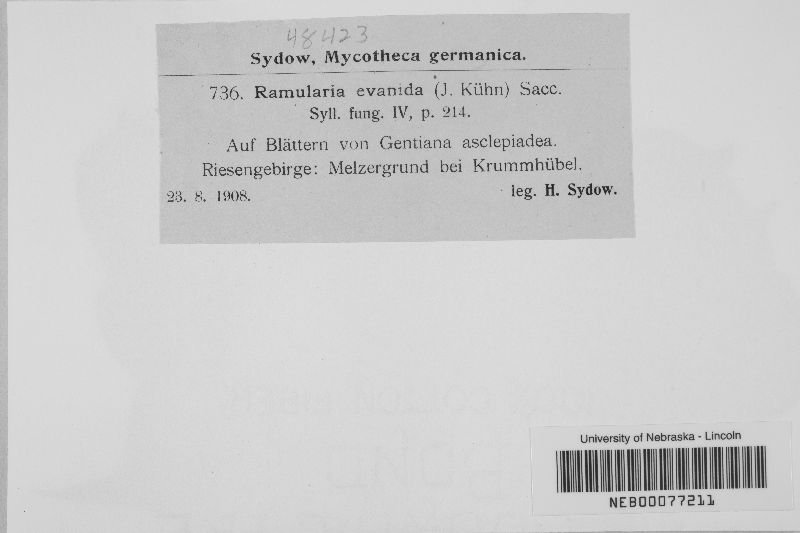 48423
Sydow, Mycotheca germanica.
736. Ramularia evanida (J. Kühn) Sacc.
Syll. fung. IV, p. 214.
Auf Blättern von Gentiana asclepiadea.
Riesengebirge: Melzergrund bei Krummhübel.
23. 8. 1908. leg. H. Sydow.
University of Nebraska - Lincoln
NEB00077211